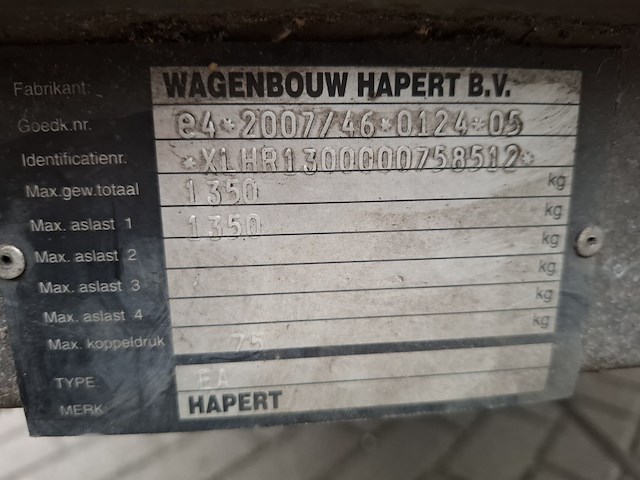 Fabrikant: WAGENBOUW HAPERT B.V.
Goedk.nr. e4*2007/46*0124*05
Identificatienr. *XLHR1300000758512*
Max.gew.totaal 1350 kg
Max. aslast 1 1350 kg
Max. aslast 2 kg
Max. aslast 3 kg
Max. aslast 4 kg
Max. koppeldruk 75 kg
TYPE: EA
MERK HAPERT